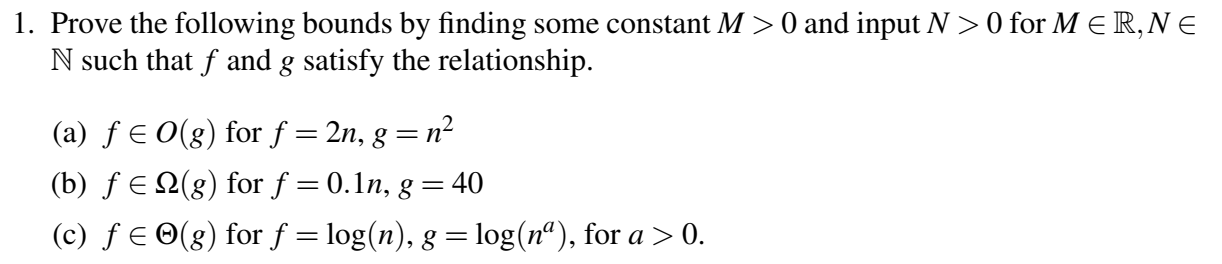 1. Prove the following bounds by finding some constant M > 0 and input N > 0 for M ∈ ℝ, N ∈
ℕ such that f and g satisfy the relationship.
(a) f ∈ O(g) for f = 2n, g = n²
(b) f ∈ Ω(g) for f = 0.1n, g = 40
(c) f ∈ Θ(g) for f = log(n), g = log(nᵃ), for a > 0.